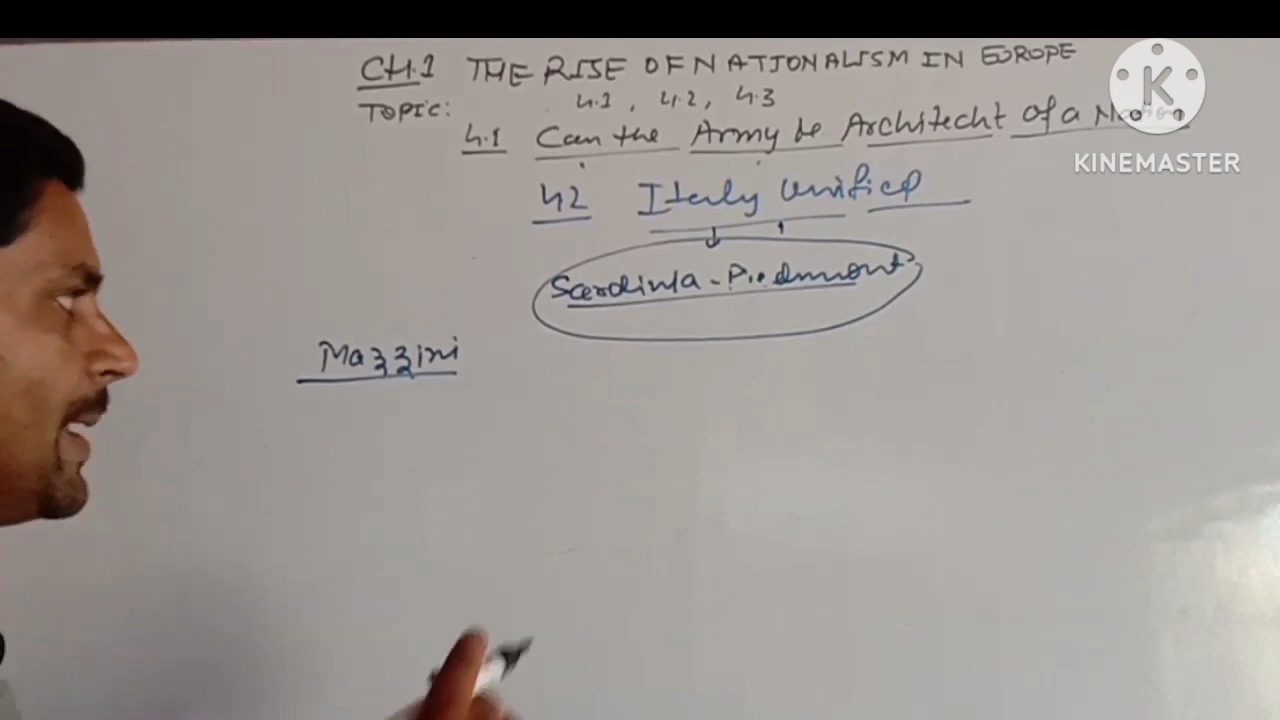 CH.1 THE RISE OF NATIONALISM IN EUROPE
TOPIC: 4.1, 4.2, 4.3
4.1 Can the Army be Architecht of a Nation
4.2 Italy Unified
Sardinia-Piedmont
Mazzini
K
KINEMASTER